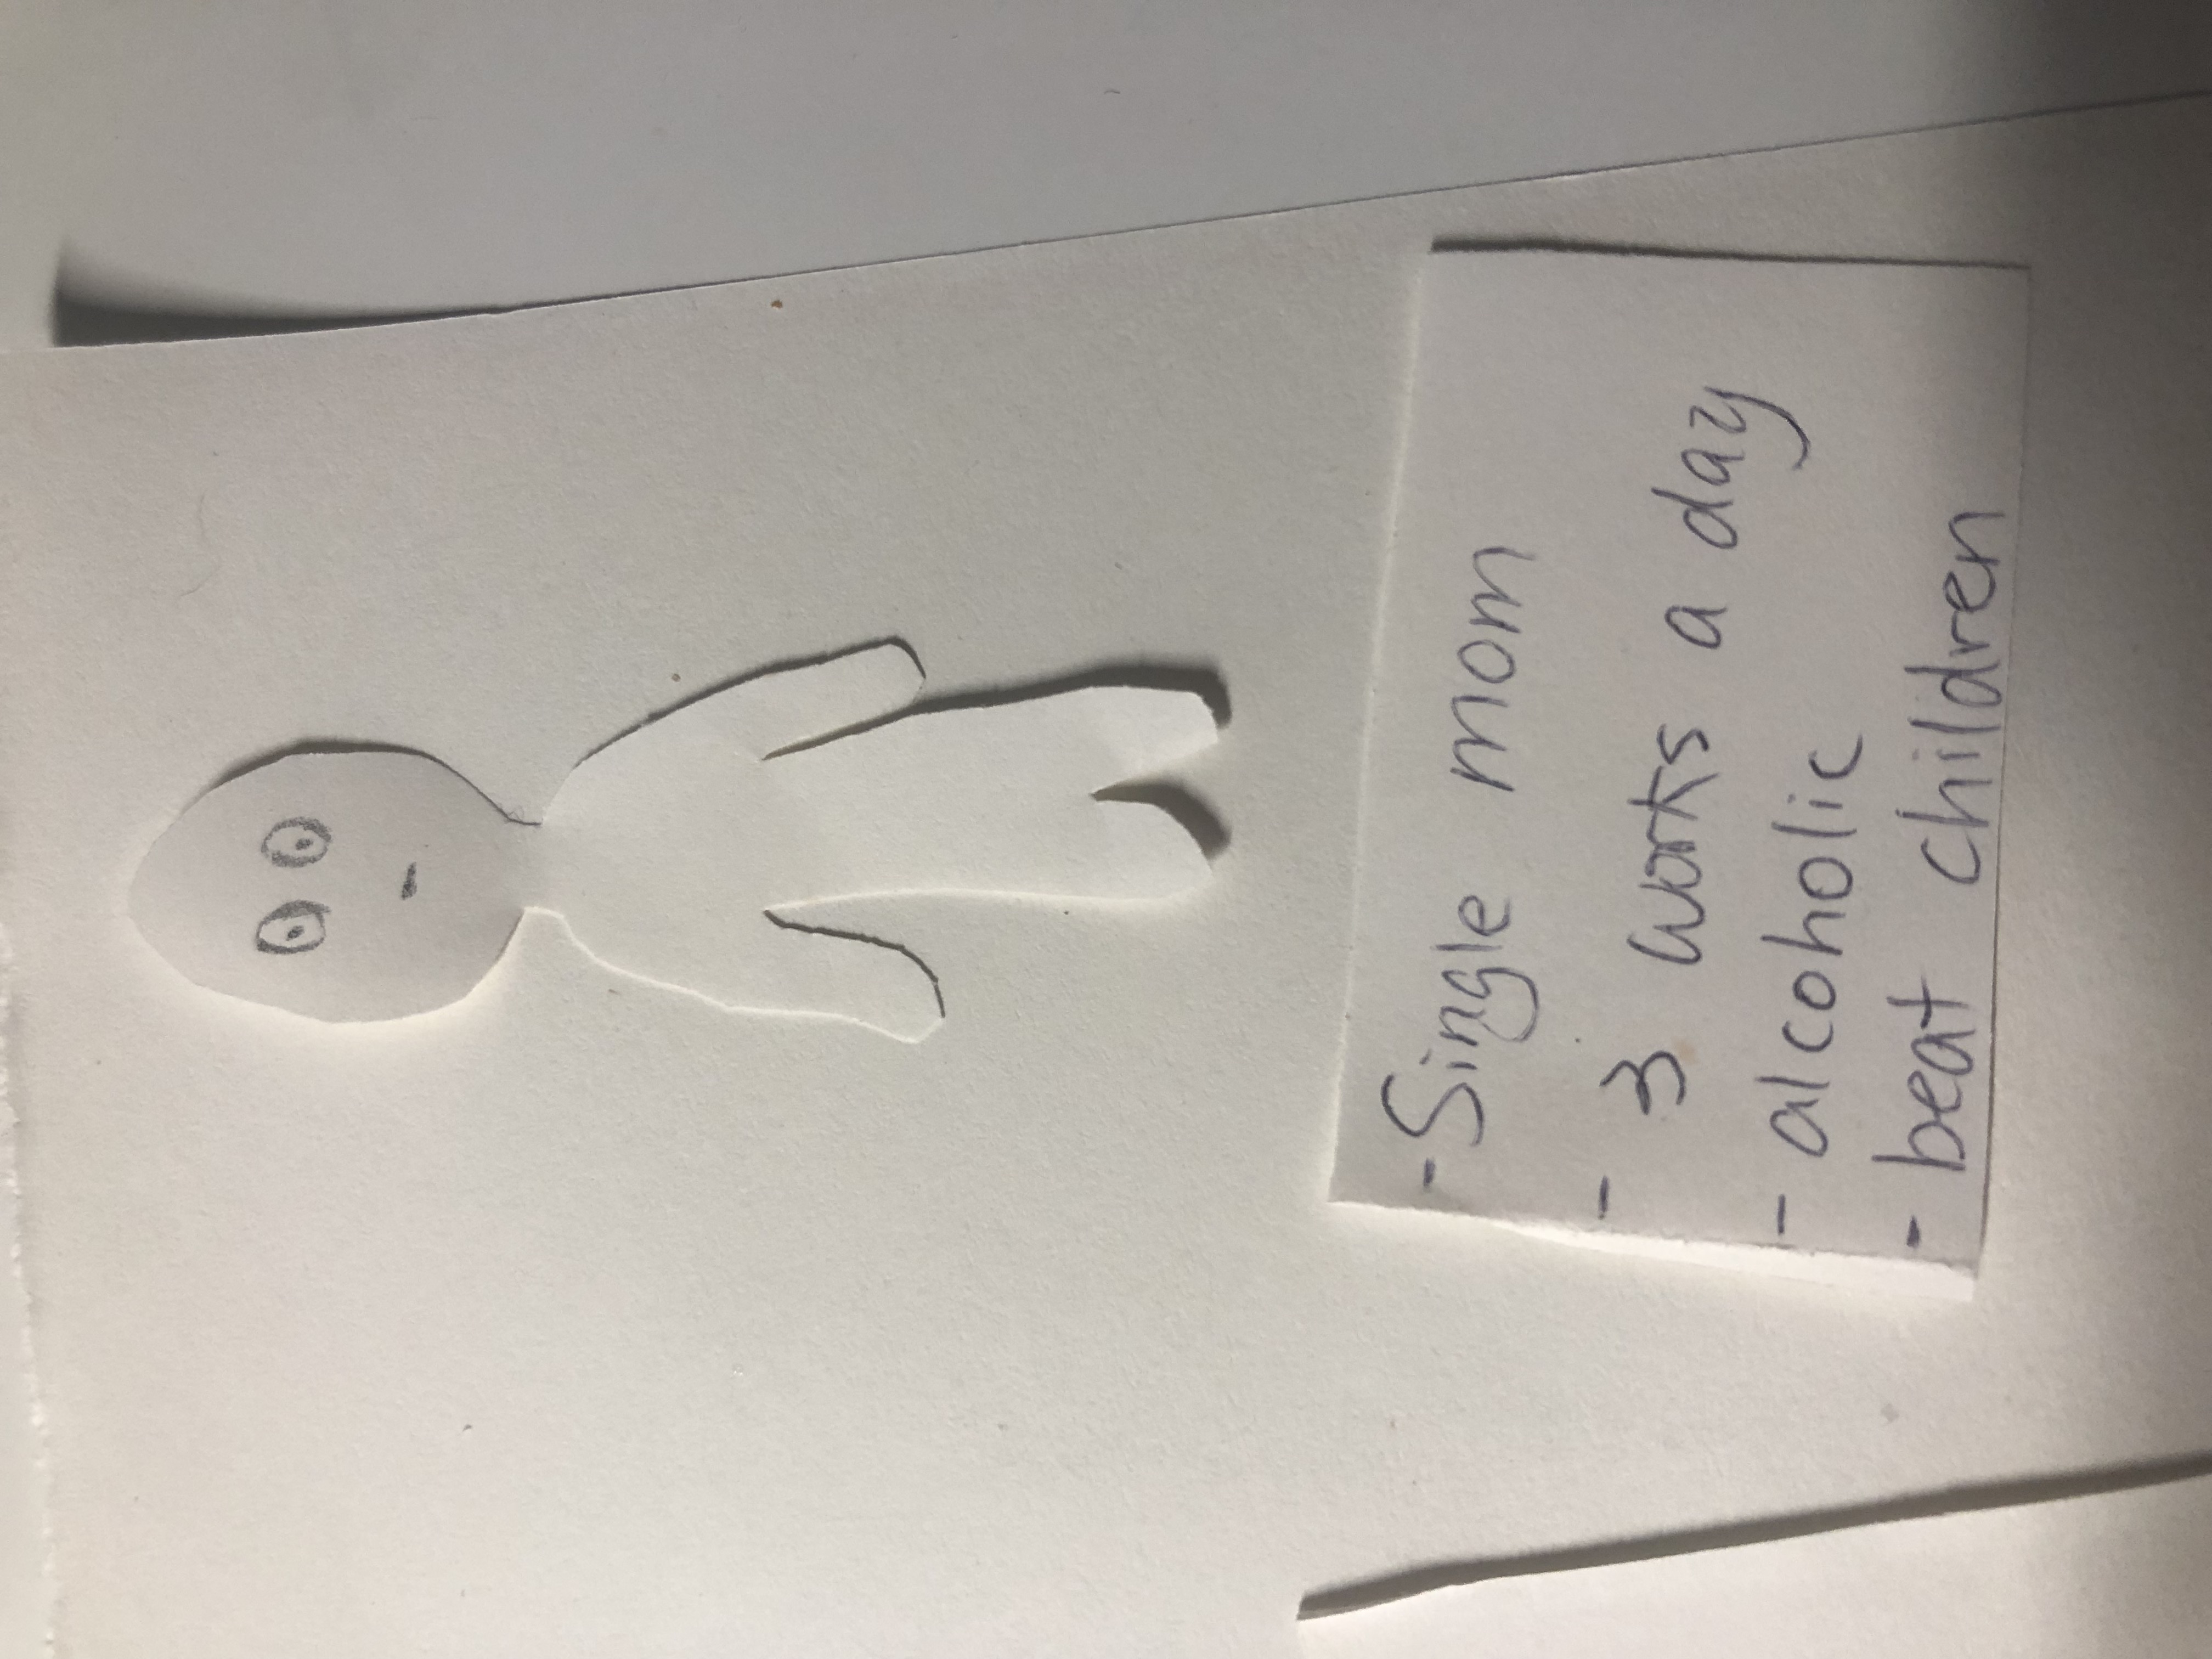 - Single mom
- 3 works a day
- alcoholic
- beat children